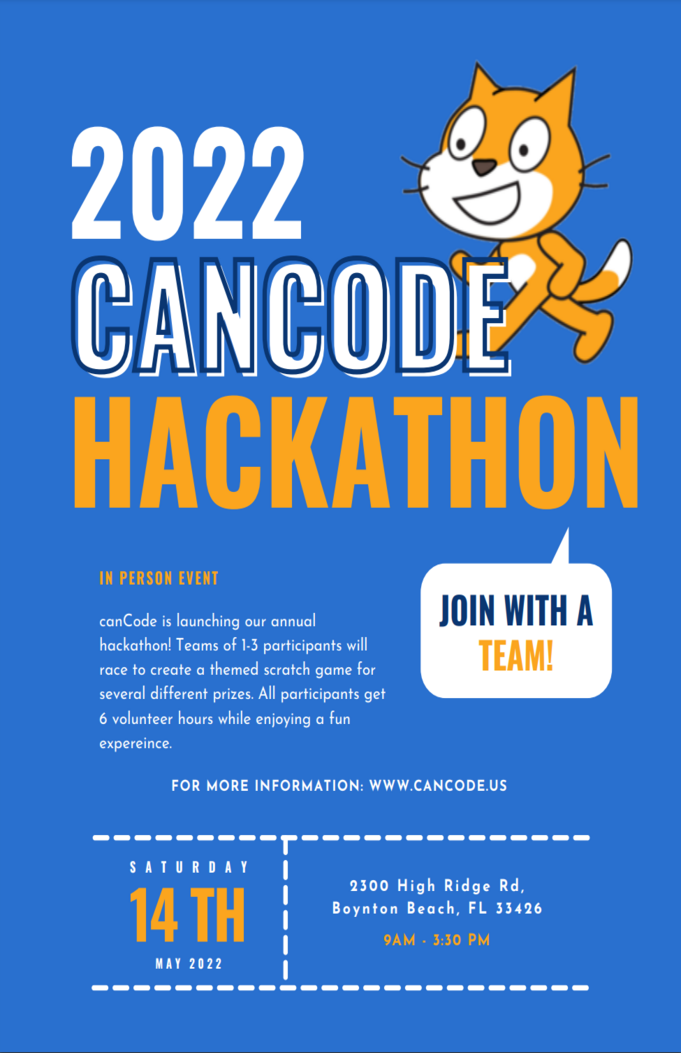 2022
CANCODE
HACKATHON
IN PERSON EVENT
canCode is launching our annual
hackathon! Teams of 1-3 participants will
race to create a themed scratch game for
several different prizes. All participants get
6 volunteer hours while enjoying a fun
expereince.
JOIN WITH A
TEAM!
FOR MORE INFORMATION: WWW.CANCODE.US
SATURDAY
14 TH
MAY 2022
2300 High Ridge Rd,
Boynton Beach, FL 33426
9AM - 3:30 PM